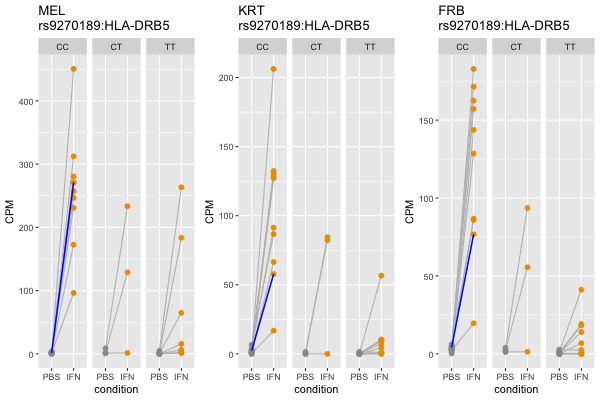 MEL
rs9270189:HLA-DRB5
CC CT TT
CPM
400
300
200
100
0
PBS IFN PBS IFN PBS IFN
condition
KRT
rs9270189:HLA-DRB5
CC CT TT
CPM
200
150
100
50
0
PBS IFN PBS IFN PBS IFN
condition
FRB
rs9270189:HLA-DRB5
CC CT TT
CPM
150
100
50
0
PBS IFN PBS IFN PBS IFN
condition